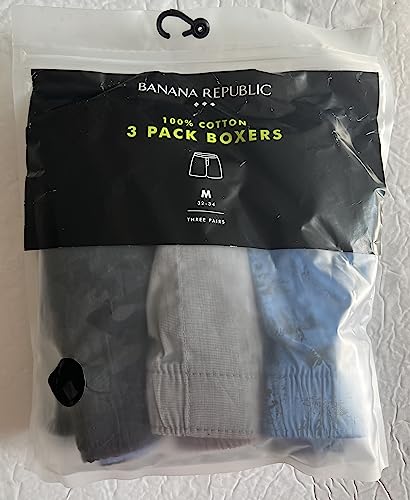 BANANA REPUBLIC
100% COTTON
3 PACK BOXERS
M
32-34
THREE PAIRS